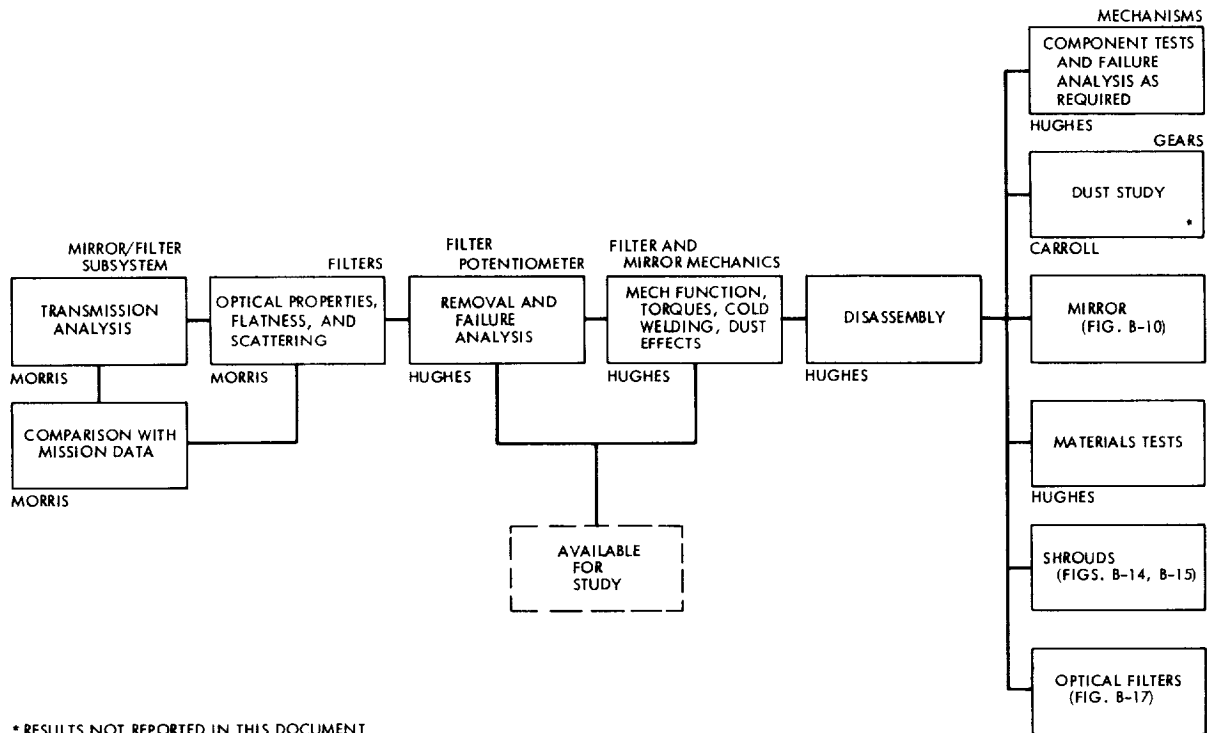 MIRROR/FILTER
SUBSYSTEM
TRANSMISSION
ANALYSIS
MORRIS
COMPARISON WITH
MISSION DATA
MORRIS
FILTERS
OPTICAL PROPERTIES,
FLATNESS, AND
SCATTERING
MORRIS
FILTER
POTENTIOMETER
REMOVAL AND
FAILURE
ANALYSIS
HUGHES
FILTER AND
MIRROR MECHANICS
MECH FUNCTION,
TORQUES, COLD
WELDING, DUST
EFFECTS
HUGHES
AVAILABLE
FOR
STUDY
DISASSEMBLY
HUGHES
MECHANISMS
COMPONENT TESTS
AND FAILURE
ANALYSIS AS
REQUIRED
HUGHES
GEARS
DUST STUDY
*
CARROLL
MIRROR
(FIG. B-10)
MATERIALS TESTS
HUGHES
SHROUDS
(FIGS. B-14, B-15)
OPTICAL FILTERS
(FIG. B-17)
* RESULTS NOT REPORTED IN THIS DOCUMENT